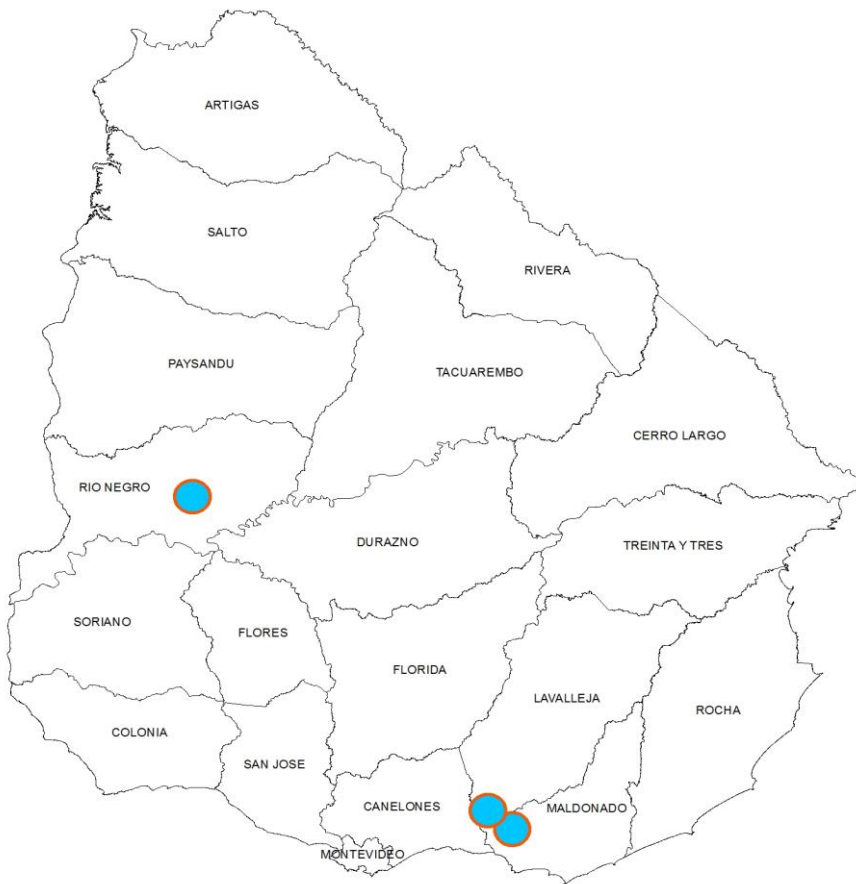 ARTIGAS
SALTO
RIVERA
PAYSANDU
TACUAREMBO
CERRO LARGO
RIO NEGRO
DURAZNO
TREINTA Y TRES
SORIANO
FLORES
FLORIDA
LAVALLEJA
ROCHA
COLONIA
SAN JOSE
CANELONES
MALDONADO
MONTEVIDEO